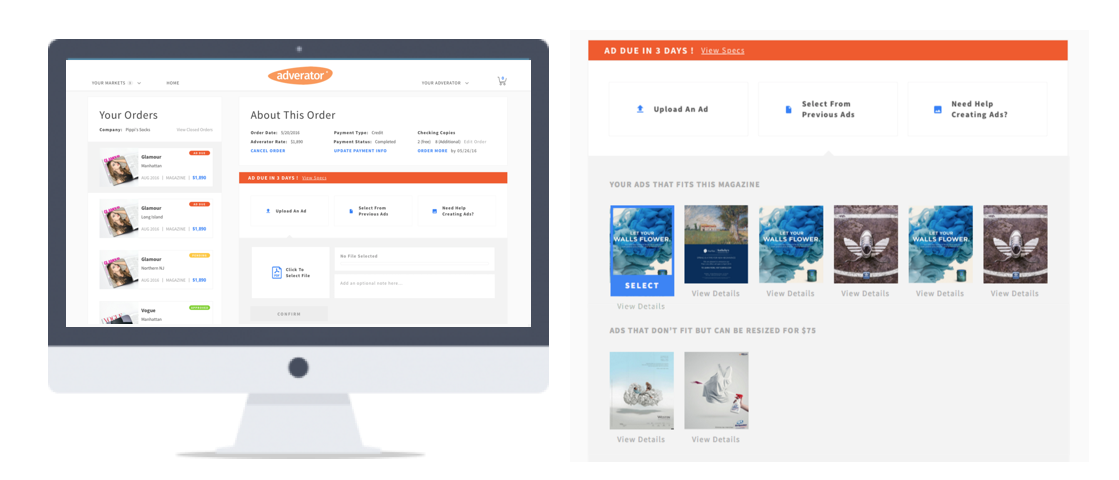 adverator
YOUR MARKETS
HOME
YOUR ADVERATOR
Your Orders
Company: Pippi's Socks
View Closed Orders
Glamour
Manhattan
AUG 2016 | MAGAZINE | $1,890
Glamour
Long Island
AUG 2016 | MAGAZINE | $1,890
Glamour
Northern NJ
AUG 2016 | MAGAZINE | $1,890
Vogue
Manhattan
About This Order
Order Date: 5/20/2016
Payment Type: Credit
Checking Copies
Adverator Rate: $1,890
Payment Status: Completed
2 (Free) 0 (Additional) Edit Order
CANCEL ORDER
UPDATE PAYMENT INFO
ORDER MORE by 05/26/16
AD DUE IN 3 DAYS ! View Specs
Upload An Ad
Select From
Previous Ads
Need Help
Creating Ads?
Click To
Select File
No File Selected
Add an optional note here...
CONFIRM
AD DUE IN 3 DAYS ! View Specs
Upload An Ad
Select From
Previous Ads
Need Help
Creating Ads?
YOUR ADS THAT FITS THIS MAGAZINE
LET YOUR
WALLS FLOWER.
LET YOUR
WALLS FLOWER.
LET YOUR
WALLS FLOWER.
SELECT
View Details
View Details
View Details
View Details
View Details
View Details
ADS THAT DON'T FIT BUT CAN BE RESIZED FOR $75
View Details
View Details